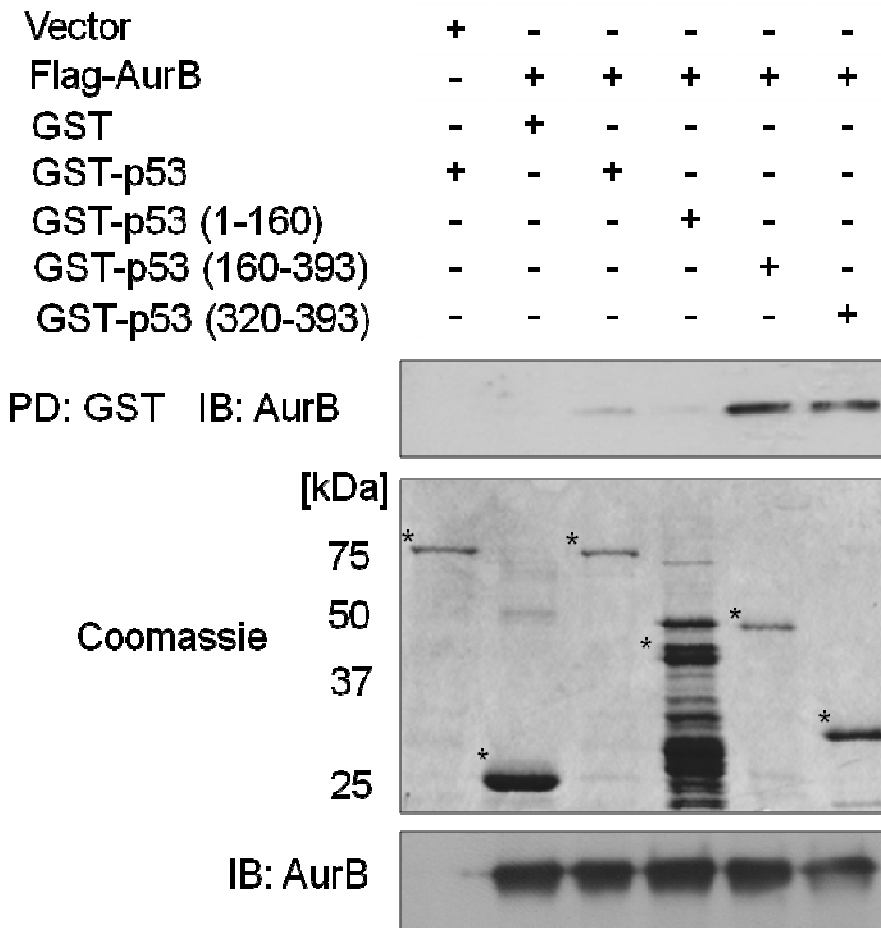 Vector + - - - - -
Flag-AurB - + + + + +
GST - + - - - -
GST-p53 + - + - - -
GST-p53 (1-160) - - - + - -
GST-p53 (160-393) - - - - + -
GST-p53 (320-393) - - - - - +
PD: GST IB: AurB
[kDa]
* * 75
50 *
Coomassie *
37
* *
25
IB: AurB